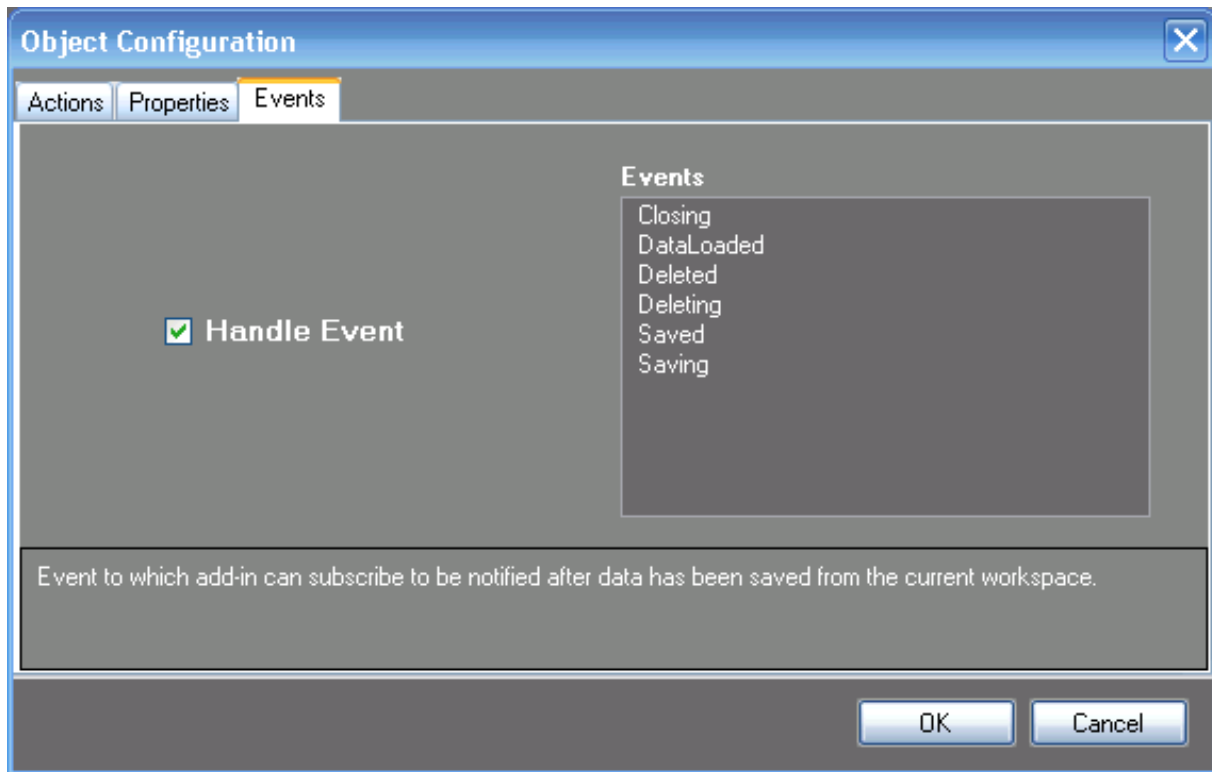 Object Configuration
Actions Properties Events
Events
Closing
DataLoaded
Deleted
Deleting
Saved
Saving
Handle Event
Event to which add-in can subscribe to be notified after data has been saved from the current workspace.
OK Cancel